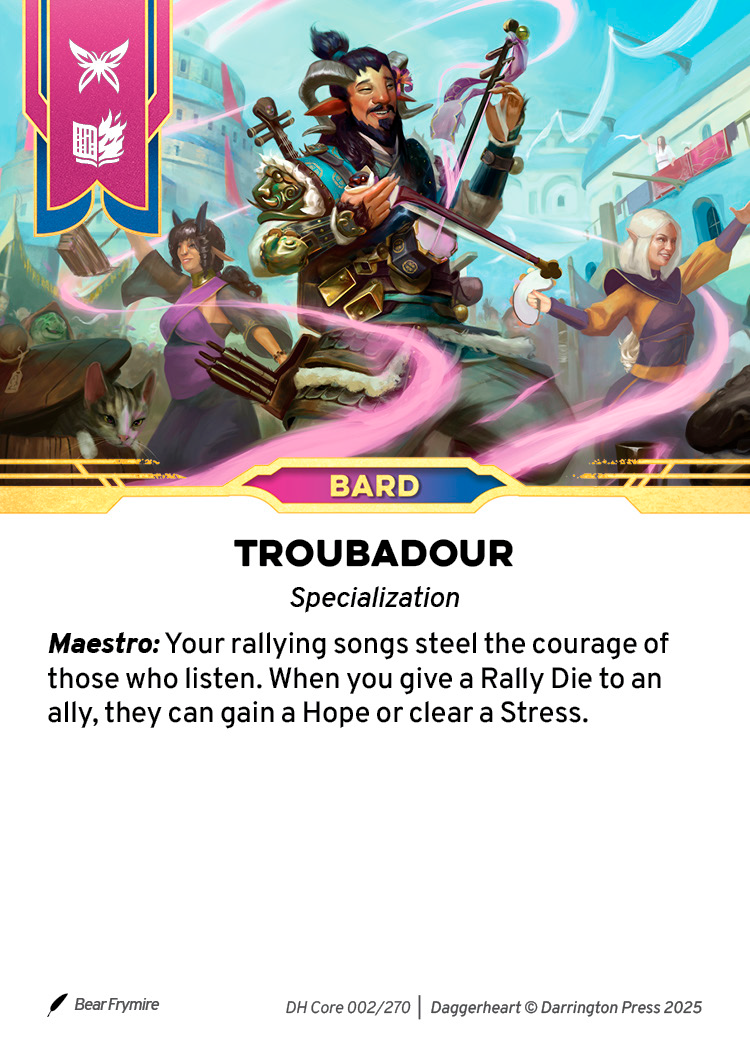 BARD
TROUBADOUR
Specialization
Maestro: Your rallying songs steel the courage of
those who listen. When you give a Rally Die to an
ally, they can gain a Hope or clear a Stress.
Bear Frymire
DH Core 002/270 | Daggerheart © Darrington Press 2025